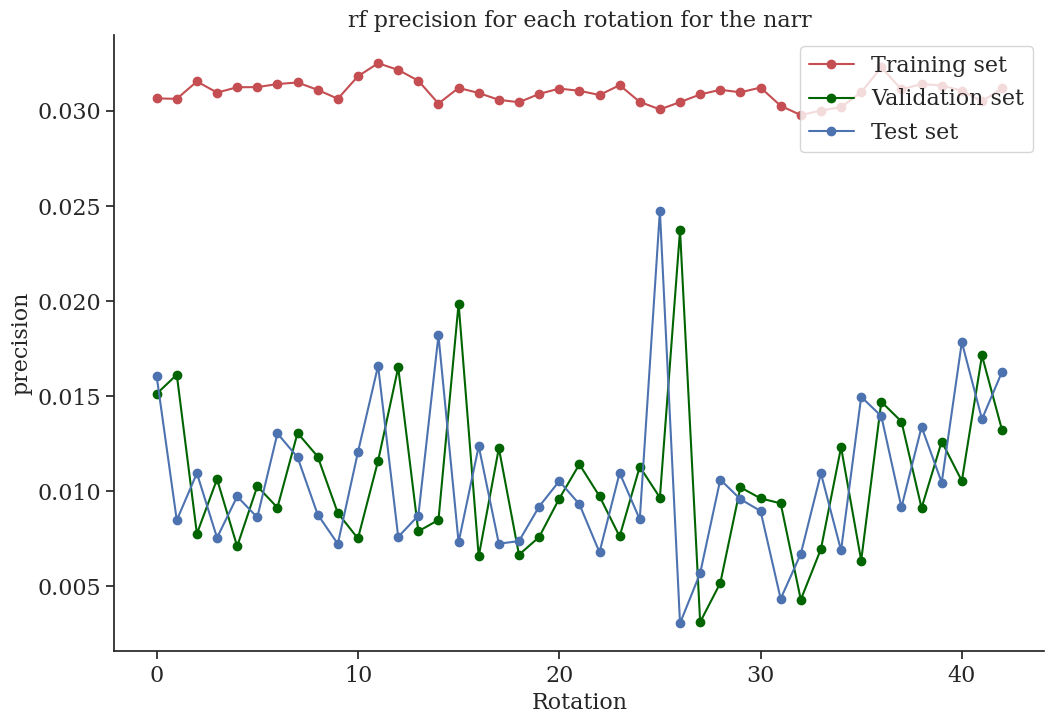 rf precision for each rotation for the narr
Training set
Validation set
Test set
precision
0.030
0.025
0.020
0.015
0.010
0.005
0 10 20 30 40
Rotation